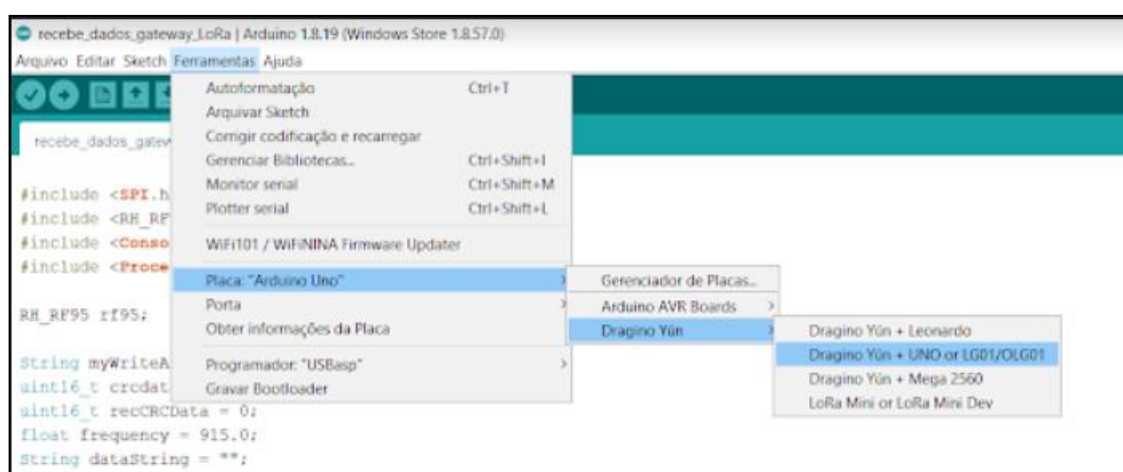 recebe_dados_gateway_LoRa | Arduino 1.8.19 (Windows Store 1.8.57.0)
Arquivo Editar Sketch Ferramentas Ajuda
Autoformatação Ctrl+T
Arquivar Sketch
Corrigir codificação e recarregar
Gerenciar Bibliotecas... Ctrl+Shift+I
Monitor serial Ctrl+Shift+M
Plotter serial Ctrl+Shift+L
WiFi101 / WiFiNINA Firmware Updater
Placa: "Arduino Uno"
Porta
Obter informações da Placa
Programador: "USBasp"
Gravar Bootloader
Gerenciador de Placas...
Arduino AVR Boards
Dragino Yún
Dragino Yún + Leonardo
Dragino Yún + UNO or LG01/OLG01
Dragino Yún + Mega 2560
LoRa Mini or LoRa Mini Dev
recebe_dados_gatew
#include <SPI.h
#include <RH_RF
#include <Conso
#include <Proce
RH_RF95 rf95;
String myWriteA
uint16_t crcdat
uint16_t recCRCData = 0;
float frequency = 915.0;
String dataString = "";